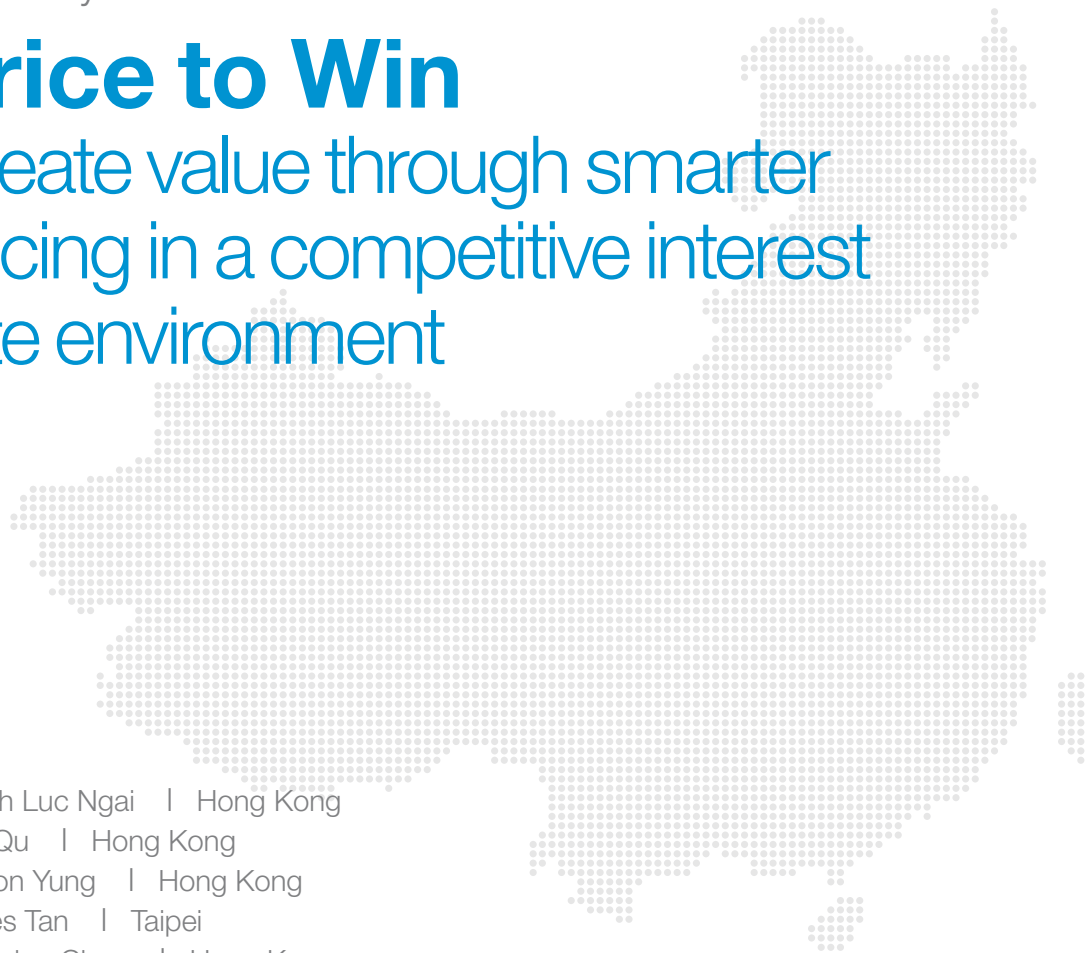 rice to Win
eate value through smarter
cing in a competitive interest
te environment
h Luc Ngai | Hong Kong
Qu | Hong Kong
on Yung | Hong Kong
es Tan | Taipei